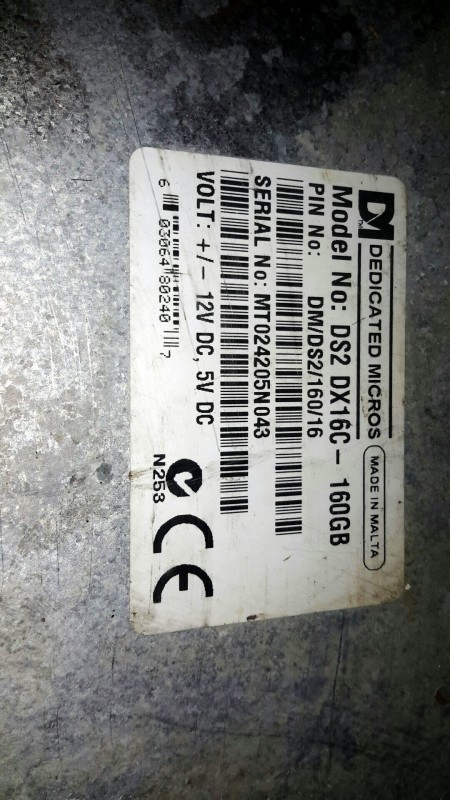 DM DEDICATED MICROS MADE IN MALTA
Model No: DS2 DX16C - 160GB
PIN No: DM/DS2/160/16
SERIAL No: MT024205N043
VOLT: +/- 12V DC, 5V DC
6 03064 80240 7
CE
N253